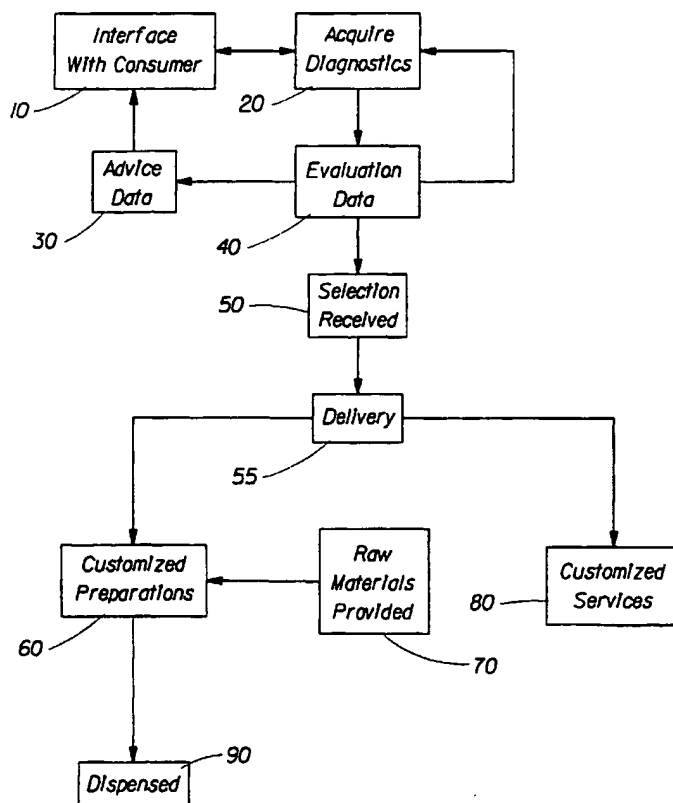 Interface
With Consumer
10
Acquire
Diagnostics
20
Advice
Data
30
Evaluation
Data
40
50
Selection
Received
Delivery
55
Customized
Preparations
60
Raw
Materials
Provided
70
80
Customized
Services
90
Dispensed